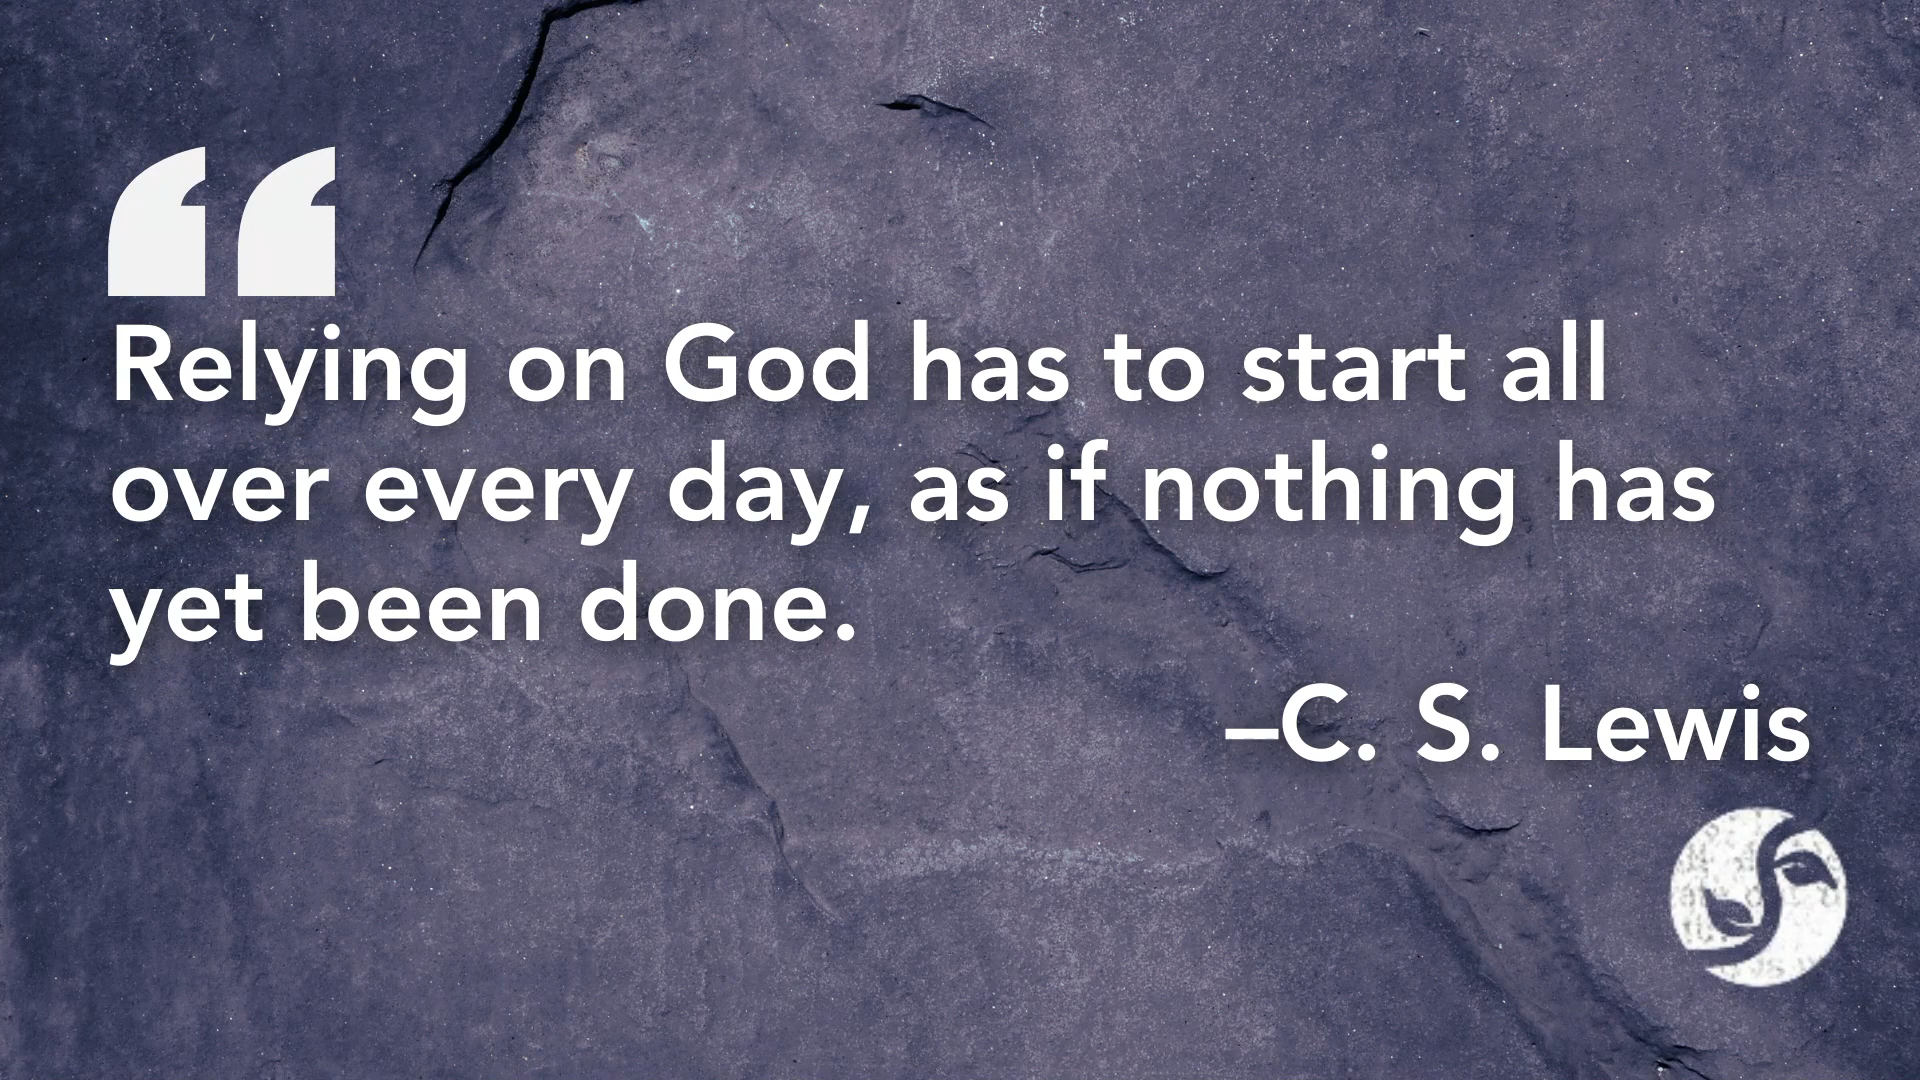 “
Relying on God has to start all
over every day, as if nothing has
yet been done.
–C. S. Lewis